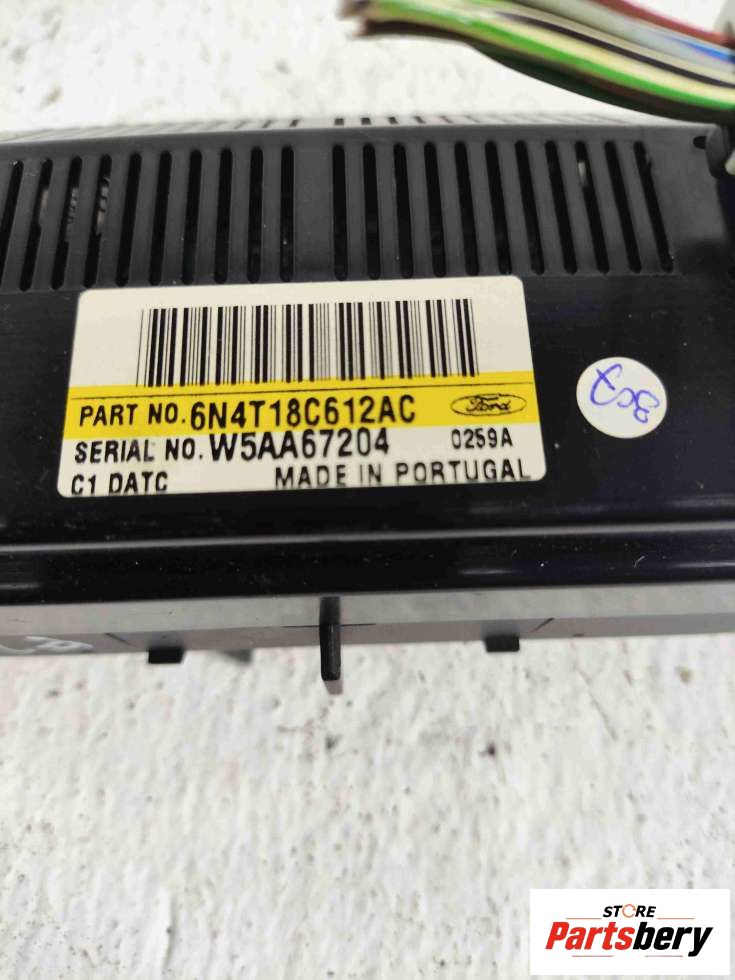 PART NO. 6N4T18C612AC Ford
SERIAL NO. W5AA67204 0259A
C1 DATC MADE IN PORTUGAL
STORE
Partsbery